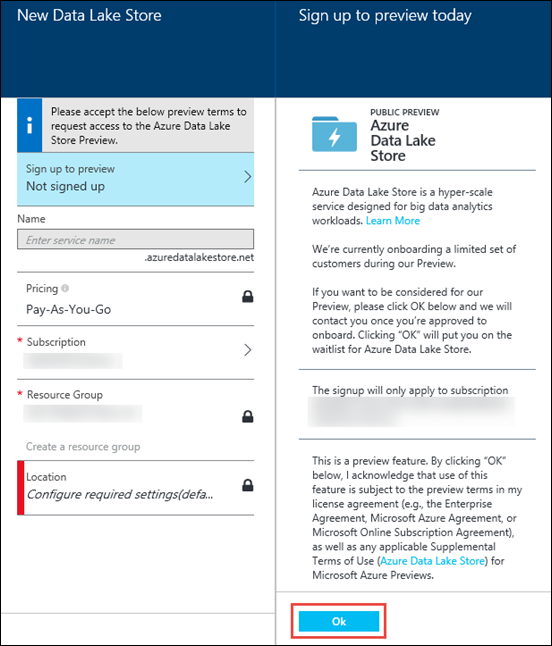 New Data Lake Store
Please accept the below preview terms to
request access to the Azure Data Lake
Store Preview.
Sign up to preview
Not signed up
Name
Enter service name
.azuredatalakestore.net
Pricing
Pay-As-You-Go
* Subscription
* Resource Group
Create a resource group
Location
Configure required settings(defa...
Sign up to preview today
PUBLIC PREVIEW
Azure
Data Lake
Store
Azure Data Lake Store is a hyper-scale
service designed for big data analytics
workloads. Learn More
We're currently onboarding a limited set of
customers during our Preview.
If you want to be considered for our
Preview, please click OK below and we will
contact you once you're approved to
onboard. Clicking “OK” will put you on the
waitlist for Azure Data Lake Store.
The signup will only apply to subscription
This is a preview feature. By clicking “OK”
below, I acknowledge that use of this
feature is subject to the preview terms in my
license agreement (e.g., the Enterprise
Agreement, Microsoft Azure Agreement, or
Microsoft Online Subscription Agreement),
as well as any applicable Supplemental
Terms of Use (Azure Data Lake Store) for
Microsoft Azure Previews.
Ok